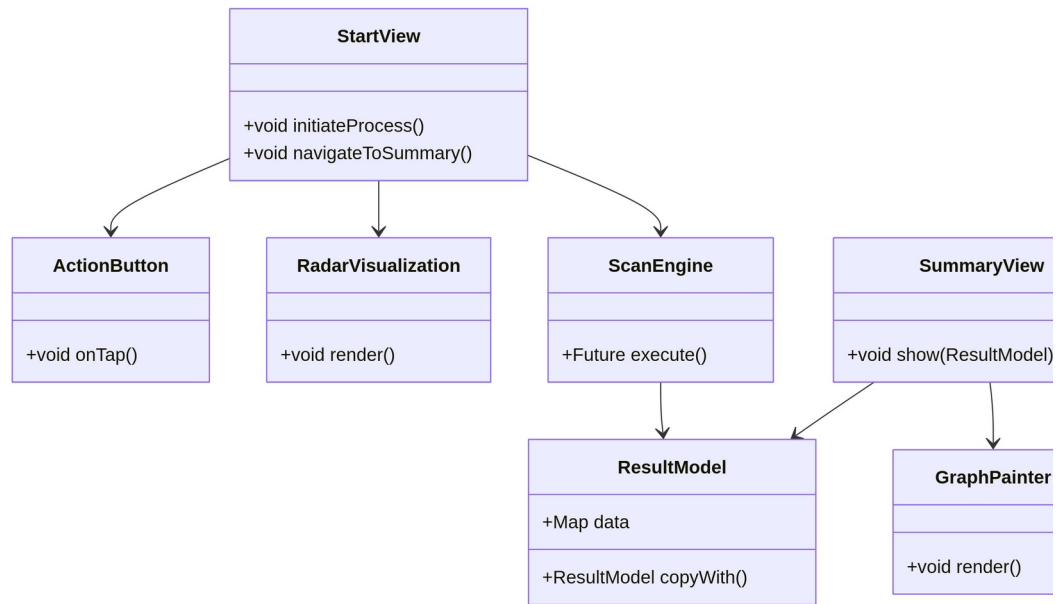 StartView
+void initiateProcess()
+void navigateToSummary()
ActionButton
+void onTap()
RadarVisualization
+void render()
ScanEngine
+Future execute()
SummaryView
+void show(ResultModel)
ResultModel
+Map data
+ResultModel copyWith()
GraphPainter
+void render()